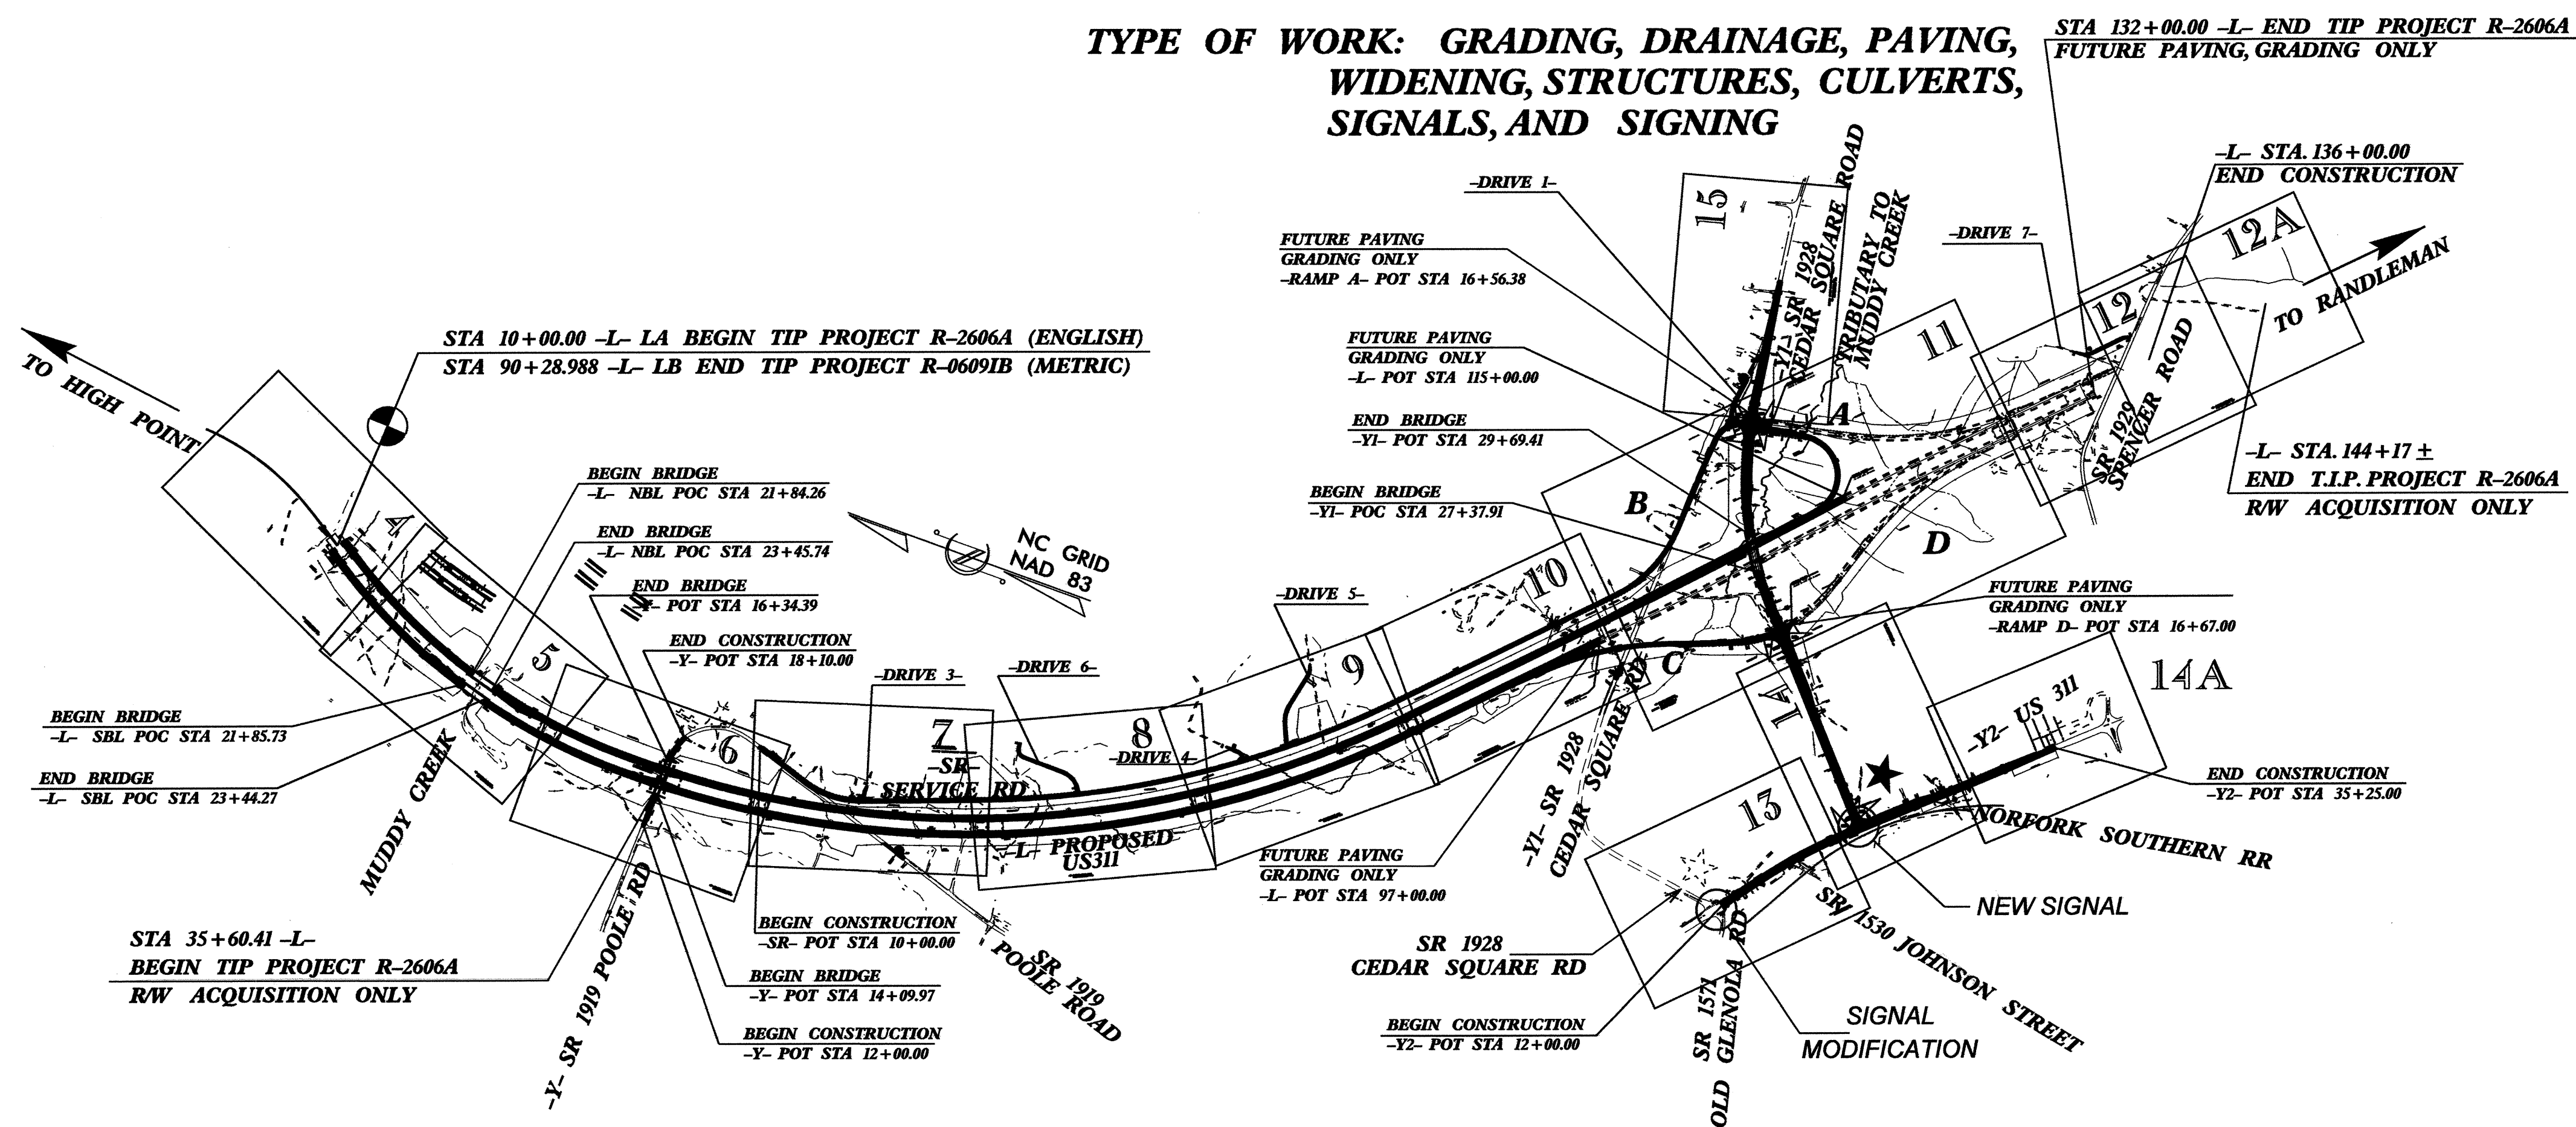 TYPE OF WORK: GRADING, DRAINAGE, PAVING,
WIDENING, STRUCTURES, CULVERTS,
SIGNALS, AND SIGNING
STA 132+00.00 -L- END TIP PROJECT R-2606A
FUTURE PAVING, GRADING ONLY
-L- STA. 136+00.00
END CONSTRUCTION
-DRIVE 1-
-DRIVE 7-
FUTURE PAVING
GRADING ONLY
-RAMP A- POT STA 16+56.38
FUTURE PAVING
GRADING ONLY
-L- POT STA 115+00.00
END BRIDGE
-Y1- POT STA 29+69.41
BEGIN BRIDGE
-Y1- POC STA 27+37.91
15
-Y1- SR 1928
CEDAR SQUARE ROAD
TRIBUTARY TO
MUDDY CREEK
11
12
12A
TO RANDLEMAN
SR 1929
SPENCER ROAD
-L- STA. 144+17 ±
END T.I.P. PROJECT R-2606A
R/W ACQUISITION ONLY
A
B
C
D
TO HIGH POINT
STA 10+00.00 -L- LA BEGIN TIP PROJECT R-2606A (ENGLISH)
STA 90+28.988 -L- LB END TIP PROJECT R-0609IB (METRIC)
4
BEGIN BRIDGE
-L- NBL POC STA 21+84.26
END BRIDGE
-L- NBL POC STA 23+45.74
END BRIDGE
-Y- POT STA 16+34.39
END CONSTRUCTION
-Y- POT STA 18+10.00
NC GRID
NAD 83
-DRIVE 3-
-DRIVE 6-
-DRIVE 5-
5
6
7
8
9
10
-DRIVE 4-
-SR-
SERVICE RD
-L- PROPOSED
US311
BEGIN BRIDGE
-L- SBL POC STA 21+85.73
END BRIDGE
-L- SBL POC STA 23+44.27
MUDDY CREEK
STA 35+60.41 -L-
BEGIN TIP PROJECT R-2606A
R/W ACQUISITION ONLY
-Y- SR 1919 POOLE RD
BEGIN CONSTRUCTION
-SR- POT STA 10+00.00
BEGIN BRIDGE
-Y- POT STA 14+09.97
BEGIN CONSTRUCTION
-Y- POT STA 12+00.00
SR 1919
POOLE ROAD
FUTURE PAVING
GRADING ONLY
-L- POT STA 97+00.00
-Y1- SR 1928
CEDAR SQUARE RD
FUTURE PAVING
GRADING ONLY
-RAMP D- POT STA 16+67.00
14
14A
-Y2- US 311
END CONSTRUCTION
-Y2- POT STA 35+25.00
NORFORK SOUTHERN RR
13
NEW SIGNAL
SR 1530 JOHNSON STREET
SR 1928
CEDAR SQUARE RD
BEGIN CONSTRUCTION
-Y2- POT STA 12+00.00
SR 1571
OLD GLENOLA RD
SIGNAL
MODIFICATION